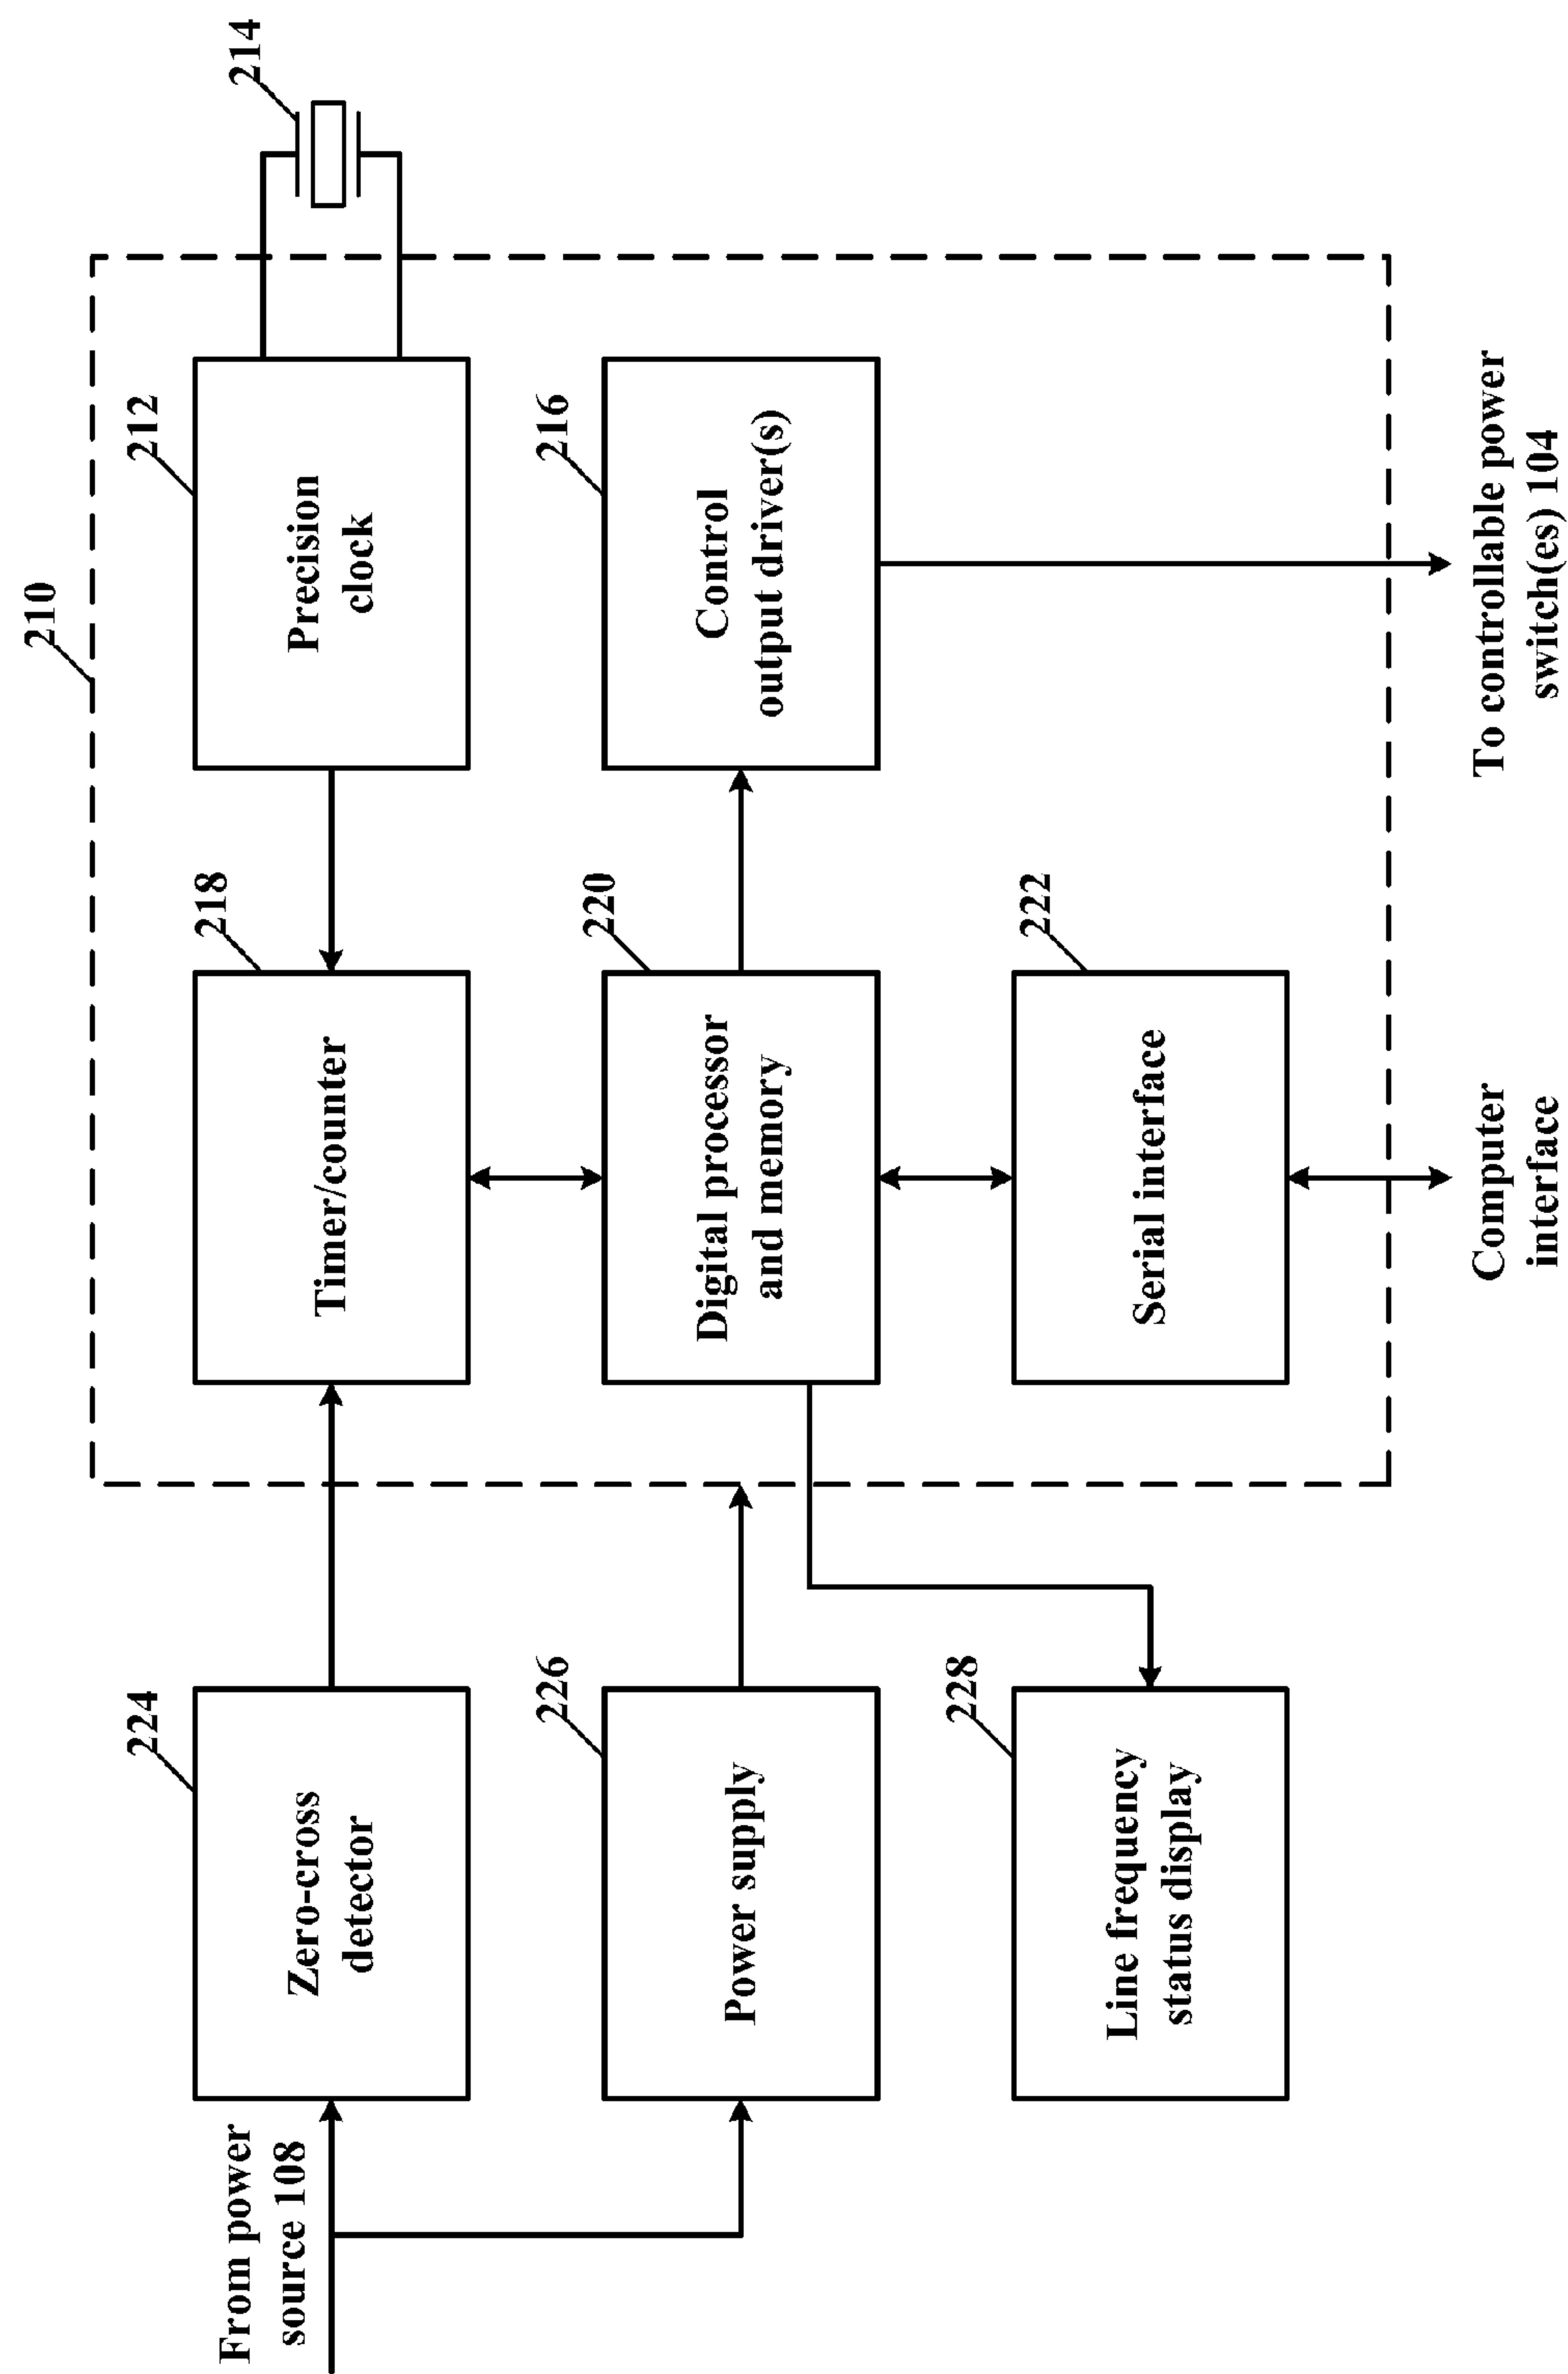 210
214
From power
source 108
224
Zero-cross
detector
218
Timer/counter
212
Precision
clock
226
Power supply
220
Digital processor
and memory
216
Control
output driver(s)
228
Line frequency
status display
222
Serial interface
Computer
interface
To controllable power
switch(es) 104